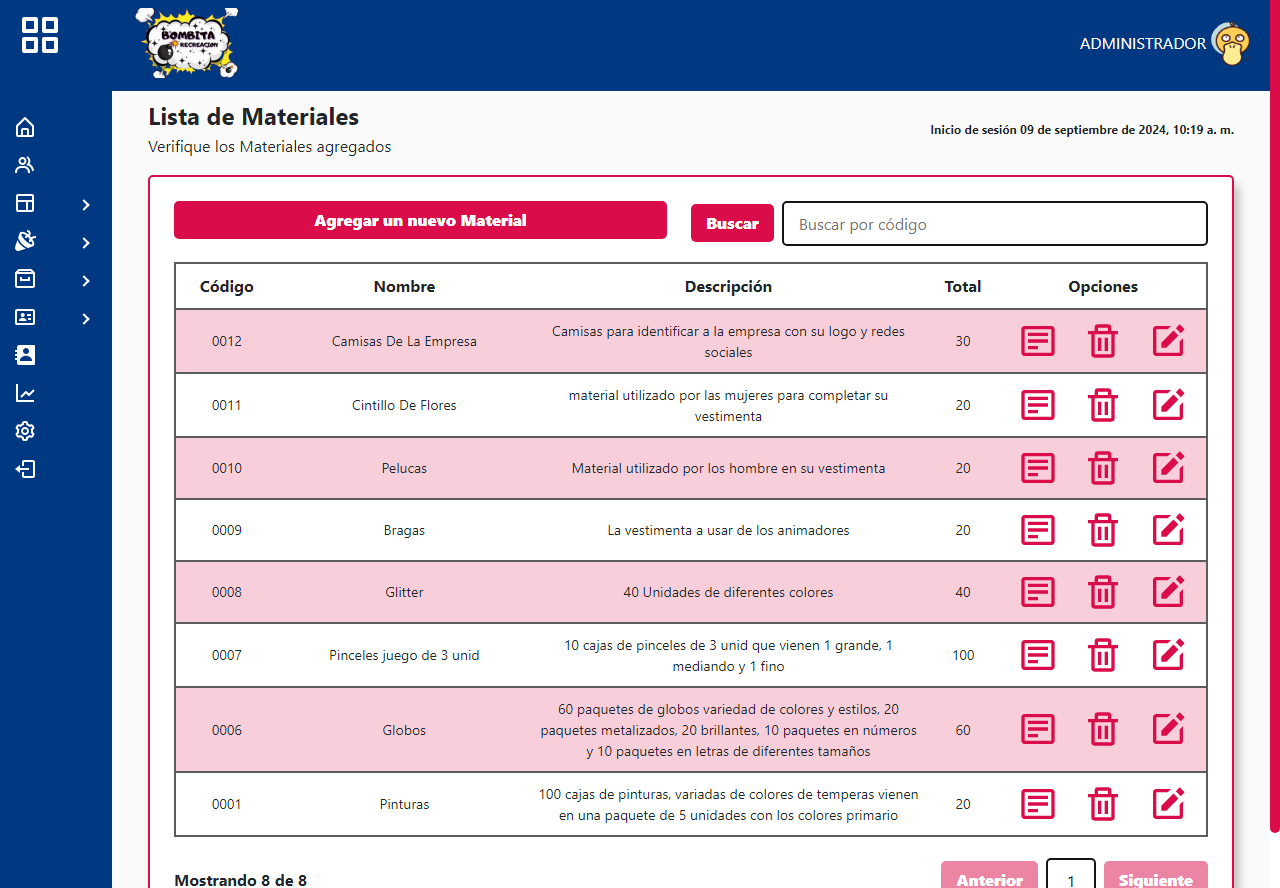 BOMBITA
RECREACION
ADMINISTRADOR
Lista de Materiales
Verifique los Materiales agregados
Inicio de sesión 09 de septiembre de 2024, 10:19 a. m.
Agregar un nuevo Material
Buscar
Buscar por código
Código Nombre Descripción Total Opciones
0012 Camisas De La Empresa Camisas para identificar a la empresa con su logo y redes
sociales 30
0011 Cintillo De Flores material utilizado por las mujeres para completar su
vestimenta 20
0010 Pelucas Material utilizado por los hombre en su vestimenta 20
0009 Bragas La vestimenta a usar de los animadores 20
0008 Glitter 40 Unidades de diferentes colores 40
0007 Pinceles juego de 3 unid 10 cajas de pinceles de 3 unid que vienen 1 grande, 1
mediando y 1 fino 100
0006 Globos 60 paquetes de globos variedad de colores y estilos, 20
paquetes metalizados, 20 brillantes, 10 paquetes en números
y 10 paquetes en letras de diferentes tamaños 60
0001 Pinturas 100 cajas de pinturas, variadas de colores de temperas vienen
en una paquete de 5 unidades con los colores primario 20
Mostrando 8 de 8
Anterior 1 Siguiente